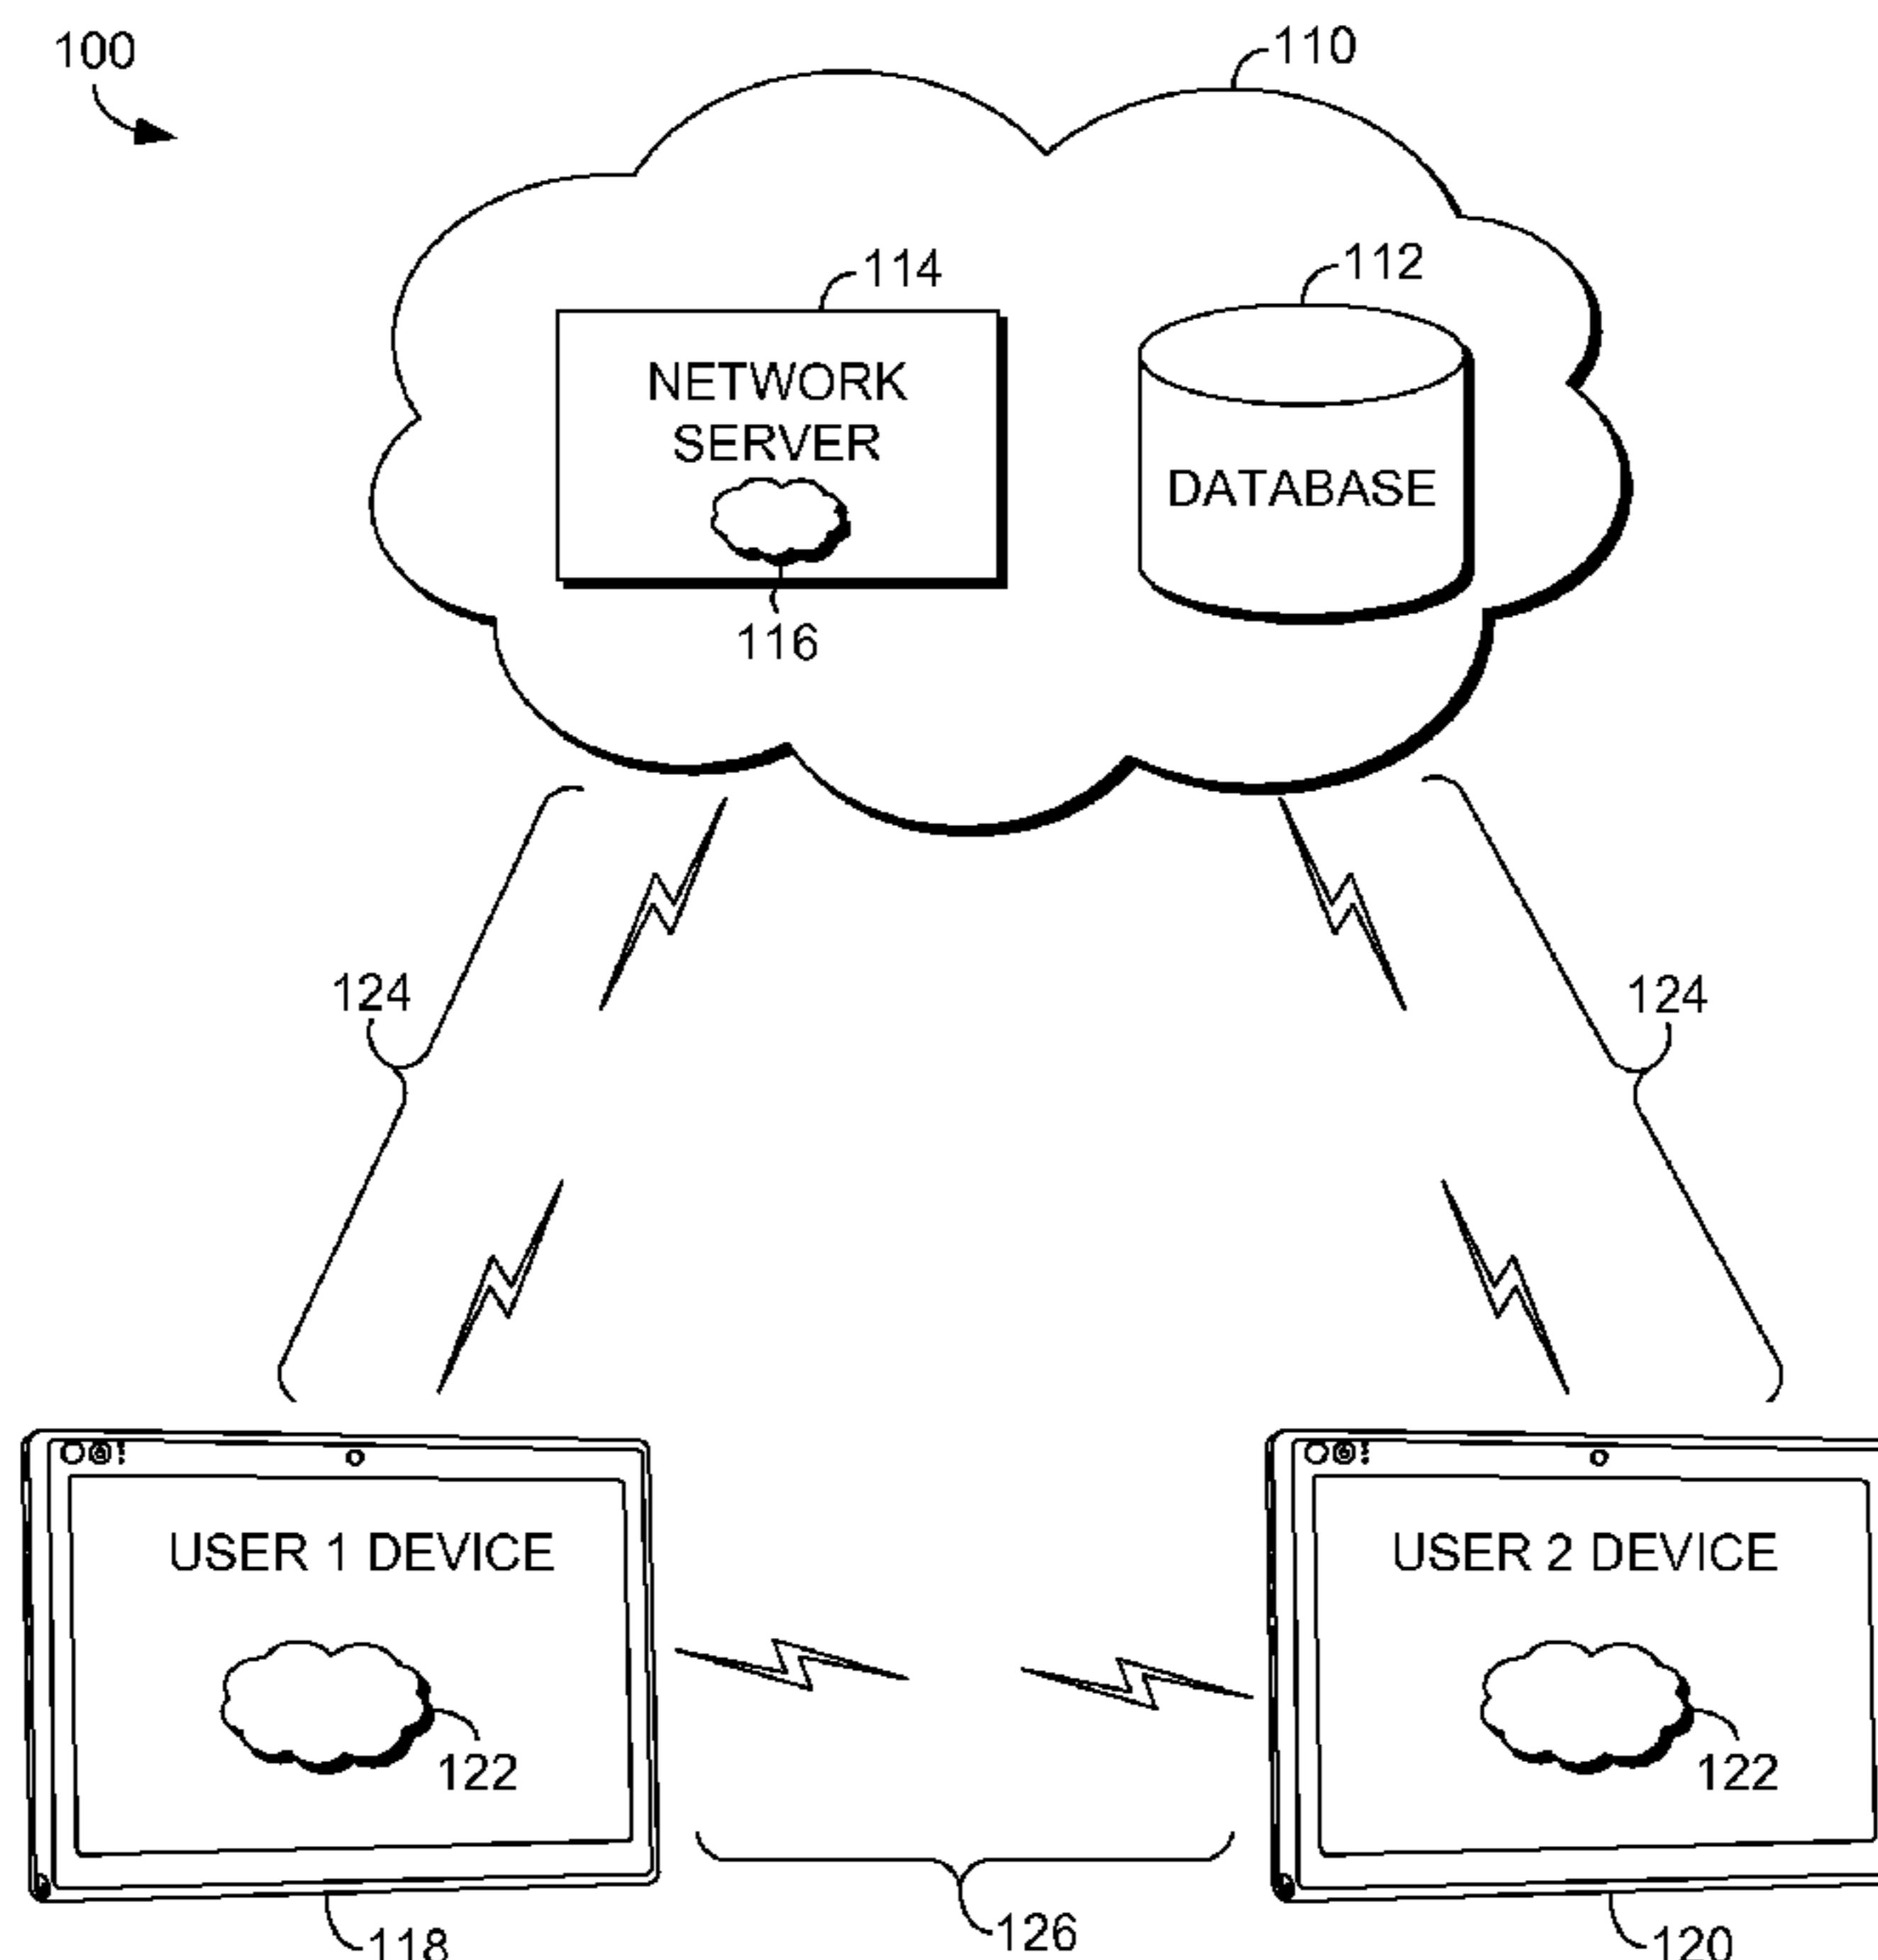 100
110
114
112
NETWORK
SERVER
DATABASE
116
124
124
USER 1 DEVICE
USER 2 DEVICE
122
122
126
118
120